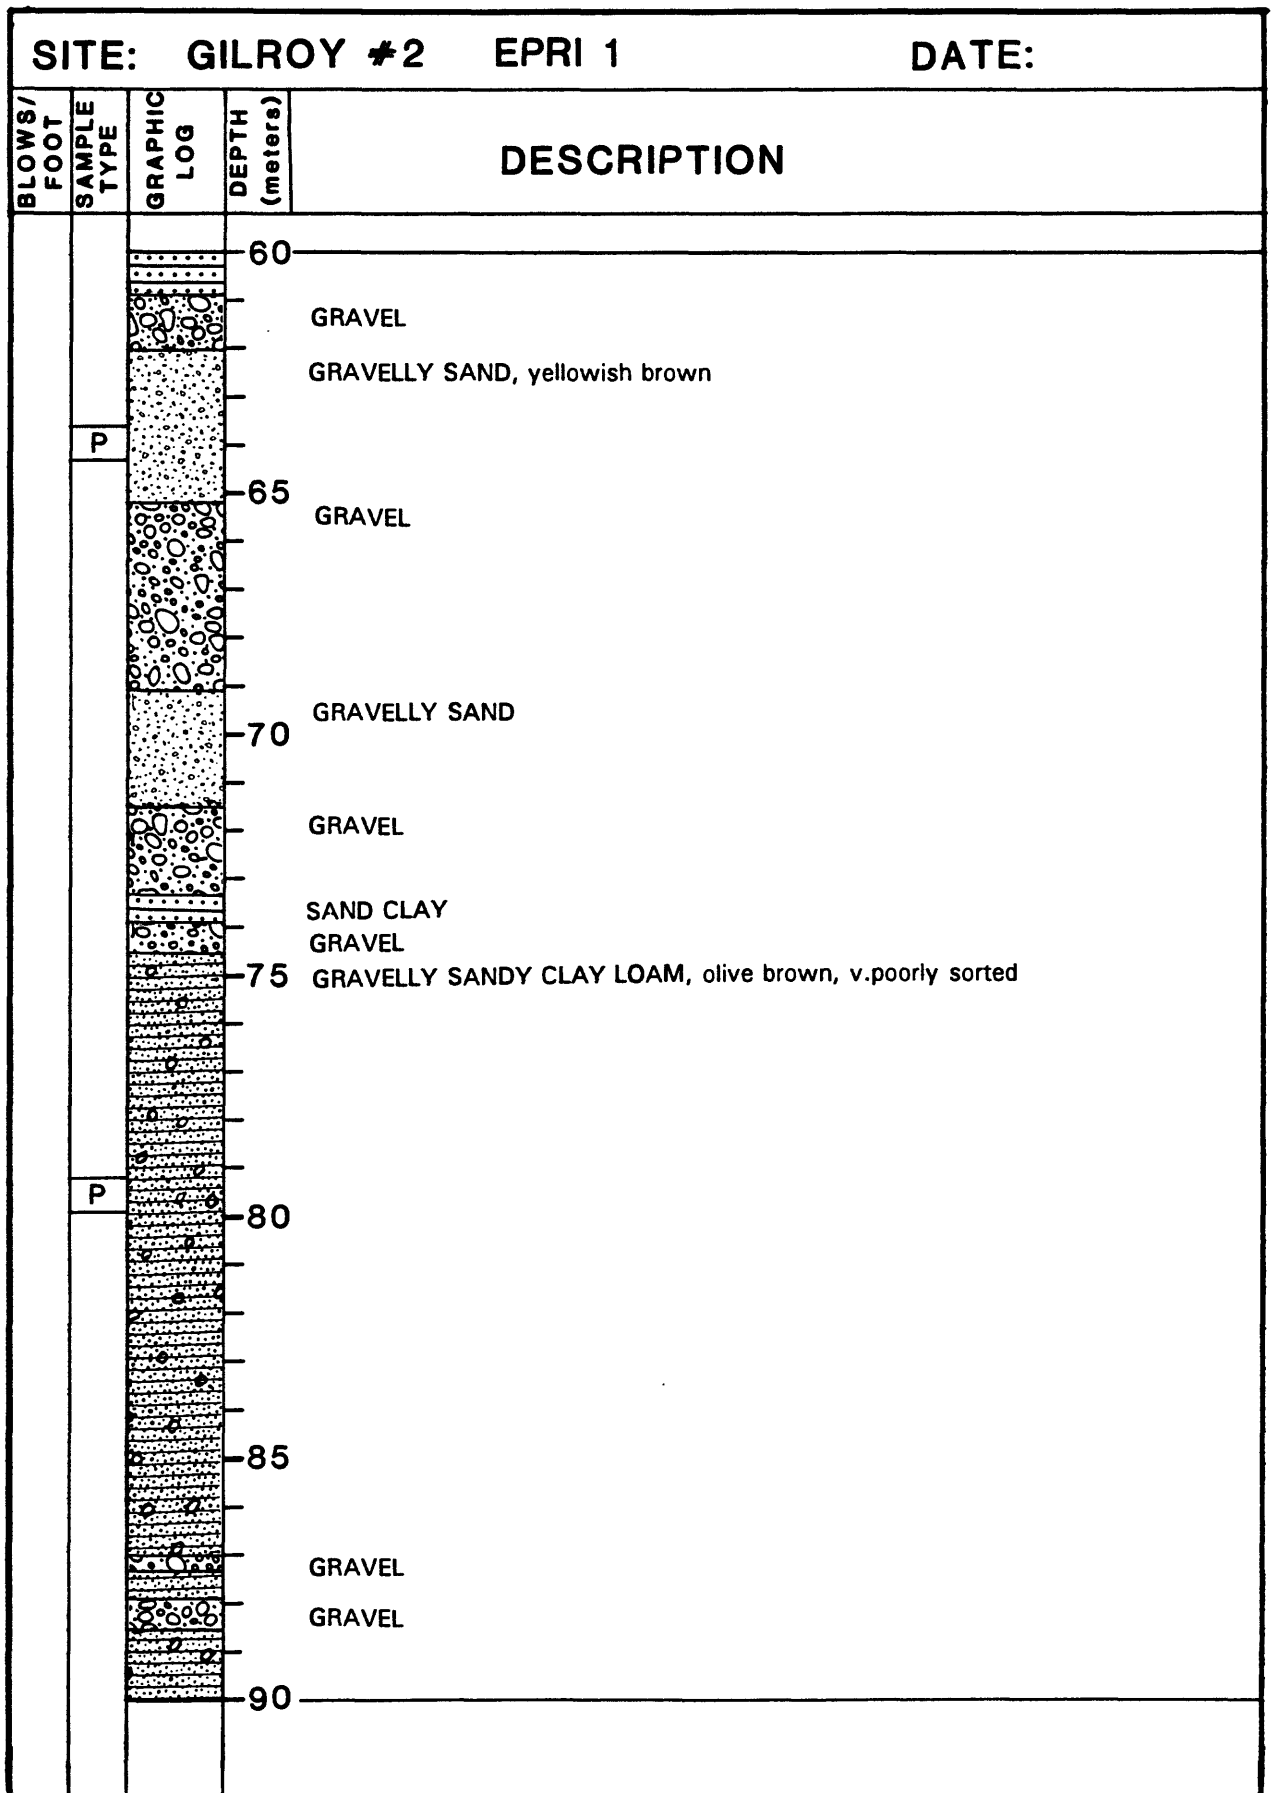 SITE: GILROY #2 EPRI 1 DATE:
BLOWS/
FOOT
SAMPLE
TYPE
GRAPHIC
LOG
DEPTH
(meters)
DESCRIPTION
60
GRAVEL
GRAVELLY SAND, yellowish brown
P
65
GRAVEL
GRAVELLY SAND
70
GRAVEL
SAND CLAY
GRAVEL
75 GRAVELLY SANDY CLAY LOAM, olive brown, v.poorly sorted
P
80
85
GRAVEL
GRAVEL
90